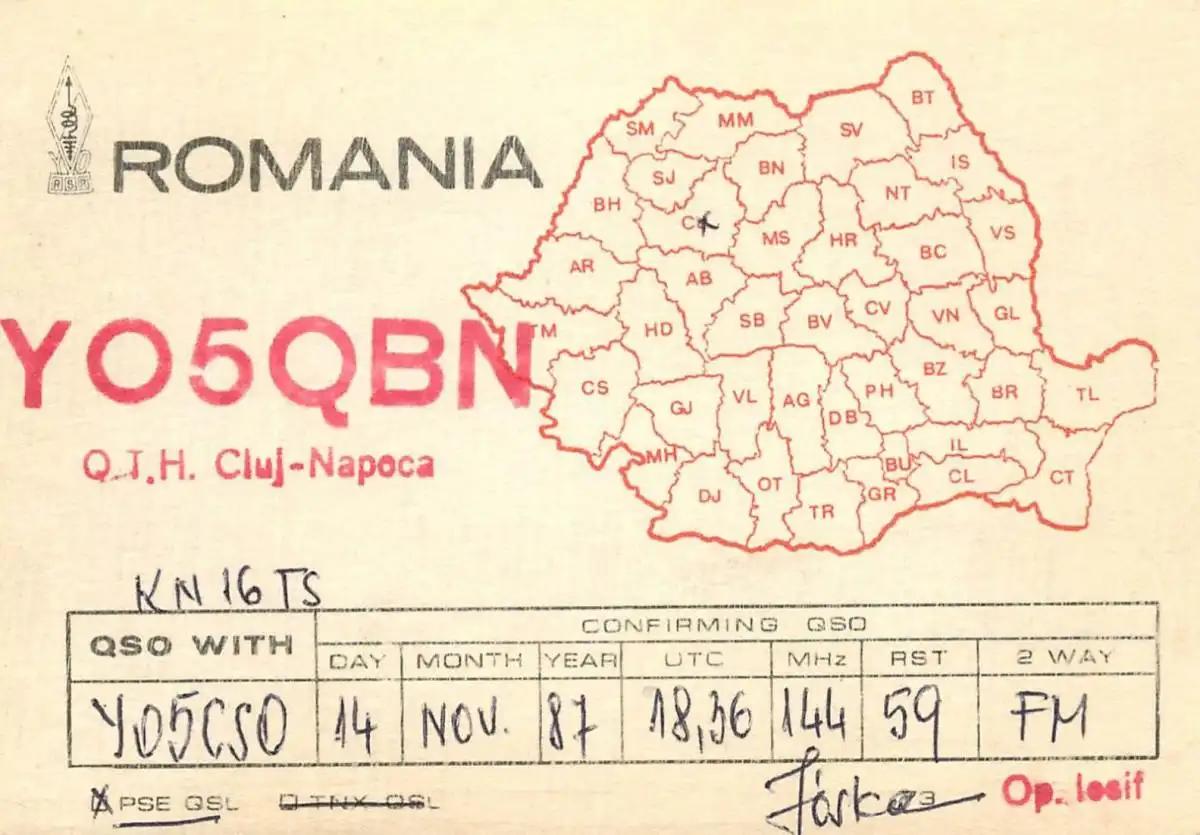 ROMANIA
YO
R.S.R.
YO5QBN
Q.T.H. Cluj-Napoca
BT
SM MM SV
SJ BN IS
BH NT
MS HR BC VS
AR AB
TM HD SB BV CV VN GL
CS BZ
GJ VL AG DB PH BR TL
MH BU IL
DJ OT TR GR CL CT
KN16TS
QSO WITH
CONFIRMING QSO
DAY MONTH YEAR UTC MHz RST 2 WAY
YO5CSO 14 NOV. 87 18,36 144 59 FM
X PSE QSL TNX QSL Jóska 73 Op. Iosif